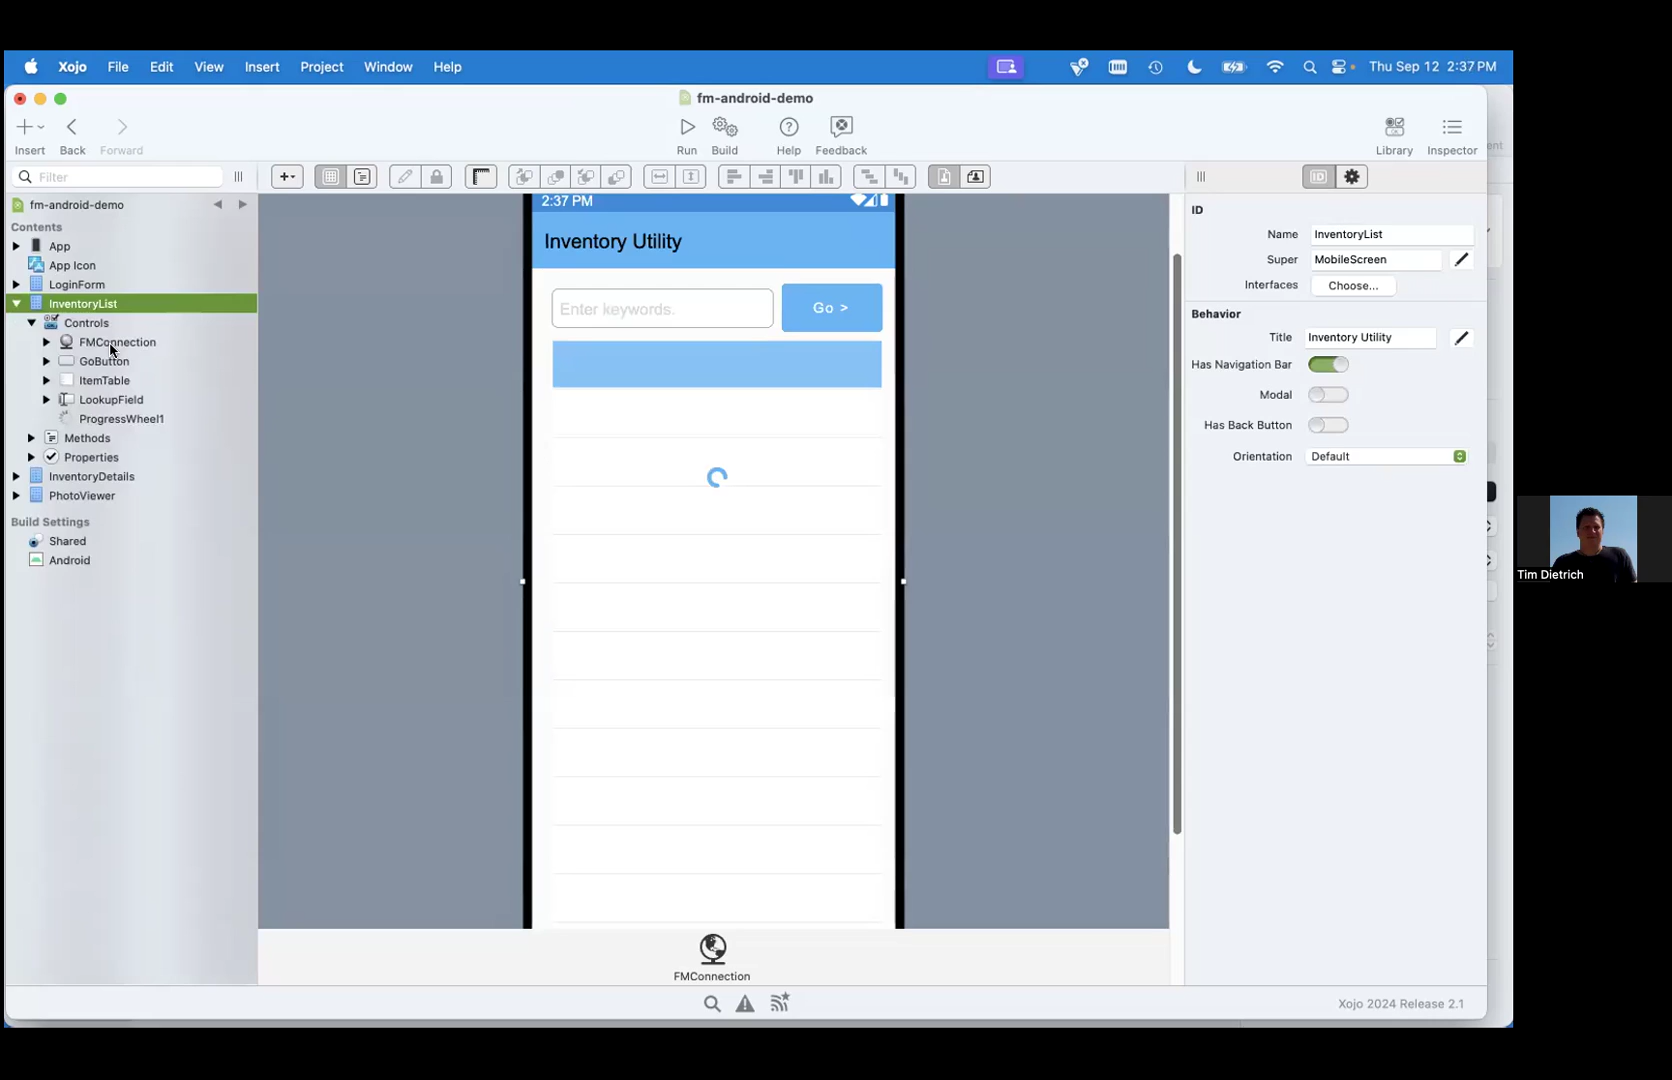 Xojo File Edit View Insert Project Window Help Thu Sep 12 2:37 PM
fm-android-demo
Insert Back Forward Run Build Help Feedback Library Inspector
Filter
fm-android-demo
Contents
App
App Icon
LoginForm
InventoryList
Controls
FMConnection
GoButton
ItemTable
LookupField
ProgressWheel1
Methods
Properties
InventoryDetails
PhotoViewer
Build Settings
Shared
Android
2:37 PM
Inventory Utility
Enter keywords. Go >
FMConnection
ID
ID
Name InventoryList
Super MobileScreen
Interfaces Choose...
Behavior
Title Inventory Utility
Has Navigation Bar
Modal
Has Back Button
Orientation Default
Xojo 2024 Release 2.1
Tim Dietrich